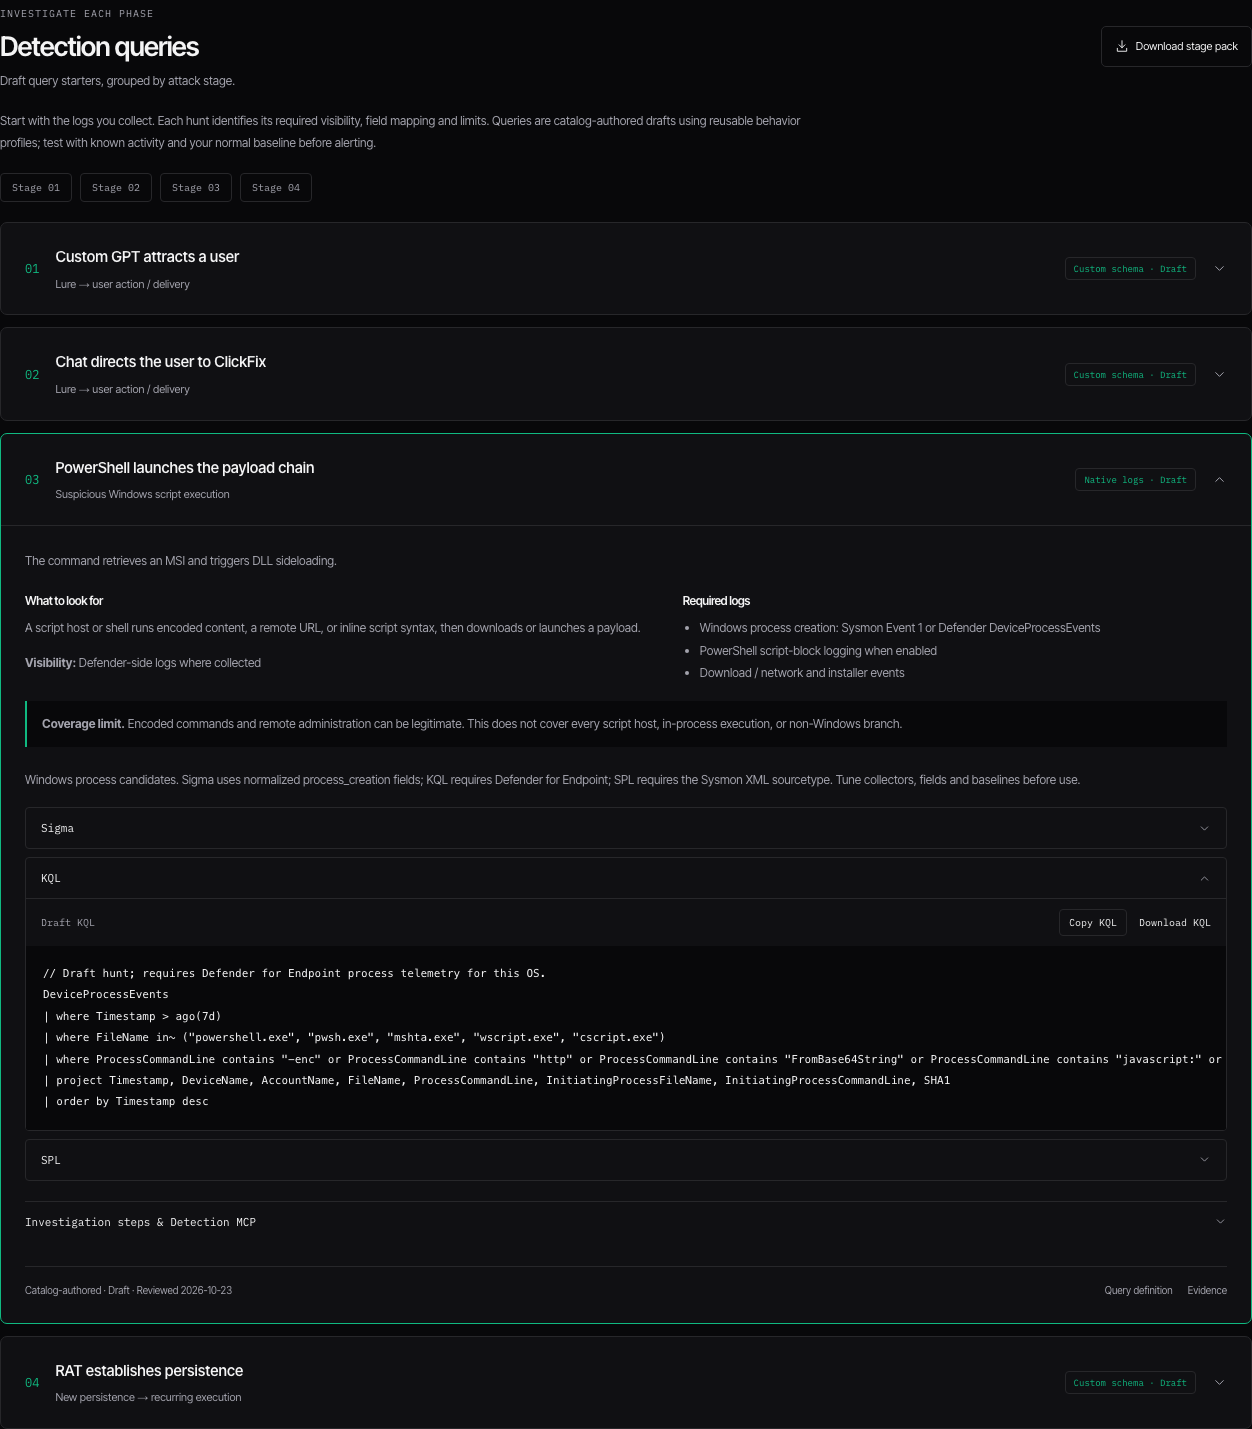 INVESTIGATE EACH PHASE
Detection queries
Download stage pack
Draft query starters, grouped by attack stage.
Start with the logs you collect. Each hunt identifies its required visibility, field mapping and limits. Queries are catalog-authored drafts using reusable behavior
profiles; test with known activity and your normal baseline before alerting.
Stage 01
Stage 02
Stage 03
Stage 04
01
Custom GPT attracts a user
Lure → user action / delivery
Custom schema · Draft
02
Chat directs the user to ClickFix
Lure → user action / delivery
Custom schema · Draft
03
PowerShell launches the payload chain
Suspicious Windows script execution
Native logs · Draft
The command retrieves an MSI and triggers DLL sideloading.
What to look for
A script host or shell runs encoded content, a remote URL, or inline script syntax, then downloads or launches a payload.
Visibility: Defender-side logs where collected
Required logs
• Windows process creation: Sysmon Event 1 or Defender DeviceProcessEvents
• PowerShell script-block logging when enabled
• Download / network and installer events
Coverage limit. Encoded commands and remote administration can be legitimate. This does not cover every script host, in-process execution, or non-Windows branch.
Windows process candidates. Sigma uses normalized process_creation fields; KQL requires Defender for Endpoint; SPL requires the Sysmon XML sourcetype. Tune collectors, fields and baselines before use.
Sigma
KQL
Draft KQL
Copy KQL
Download KQL
// Draft hunt; requires Defender for Endpoint process telemetry for this OS.
DeviceProcessEvents
| where Timestamp > ago(7d)
| where FileName in~ ("powershell.exe", "pwsh.exe", "mshta.exe", "wscript.exe", "cscript.exe")
| where ProcessCommandLine contains "-enc" or ProcessCommandLine contains "http" or ProcessCommandLine contains "FromBase64String" or ProcessCommandLine contains "javascript:" or
| project Timestamp, DeviceName, AccountName, FileName, ProcessCommandLine, InitiatingProcessFileName, InitiatingProcessCommandLine, SHA1
| order by Timestamp desc
SPL
Investigation steps & Detection MCP
Catalog-authored · Draft · Reviewed 2026-10-23
Query definition
Evidence
04
RAT establishes persistence
New persistence → recurring execution
Custom schema · Draft